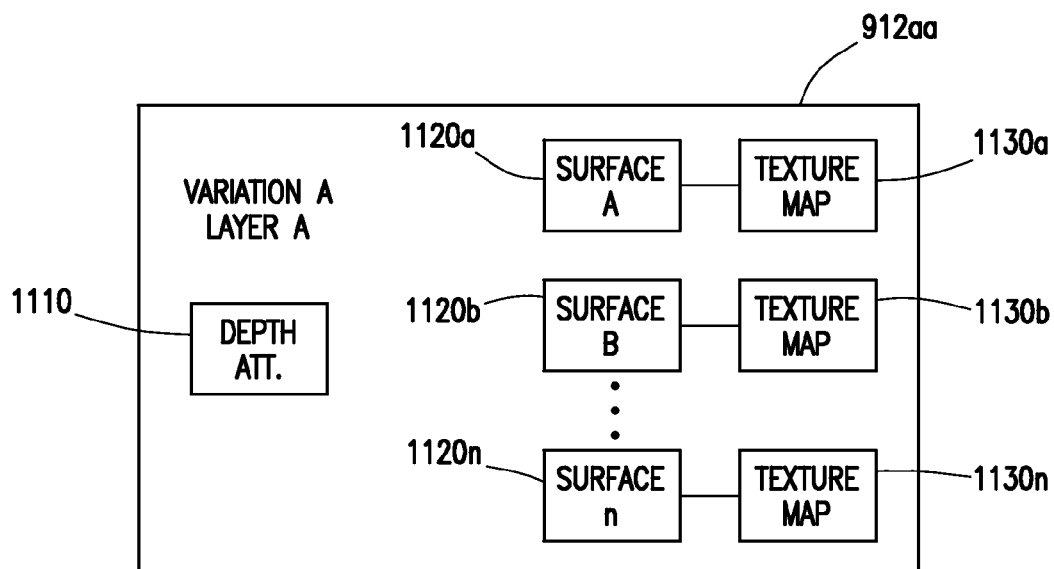 912aa
1120a
SURFACE
A
TEXTURE
MAP
1130a
VARIATION A
LAYER A
1110
DEPTH
ATT.
1120b
SURFACE
B
TEXTURE
MAP
1130b
1120n
SURFACE
n
TEXTURE
MAP
1130n